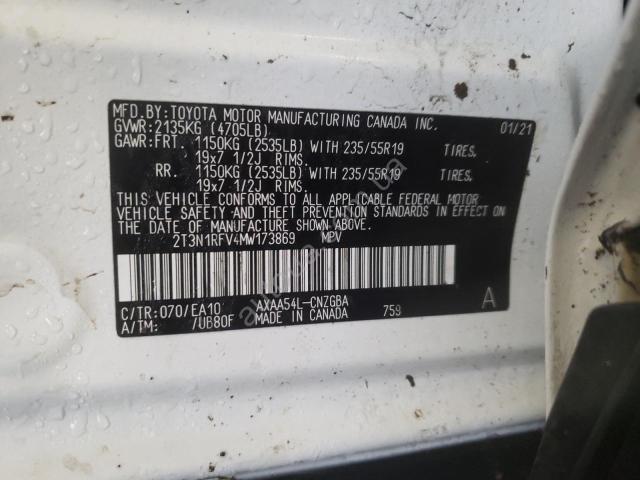 MFD.BY:TOYOTA MOTOR MANUFACTURING CANADA INC. 01/21
GVWR:2135KG (4705LB)
GAWR:FRT. 1150KG (2535LB) WITH 235/55R19 TIRES.
19x7 1/2J RIMS.
RR. 1150KG (2535LB) WITH 235/55R19 TIRES.
19x7 1/2J RIMS.
THIS VEHICLE CONFORMS TO ALL APPLICABLE FEDERAL MOTOR
VEHICLE SAFETY AND THEFT PREVENTION STANDARDS IN EFFECT ON
THE DATE OF MANUFACTURE SHOWN ABOVE.
2T3N1RFV4MW173869 MPV
C/TR:070/EA10 AXAA54L-CNZGBA A
A/TM: /UB80F MADE IN CANADA 759